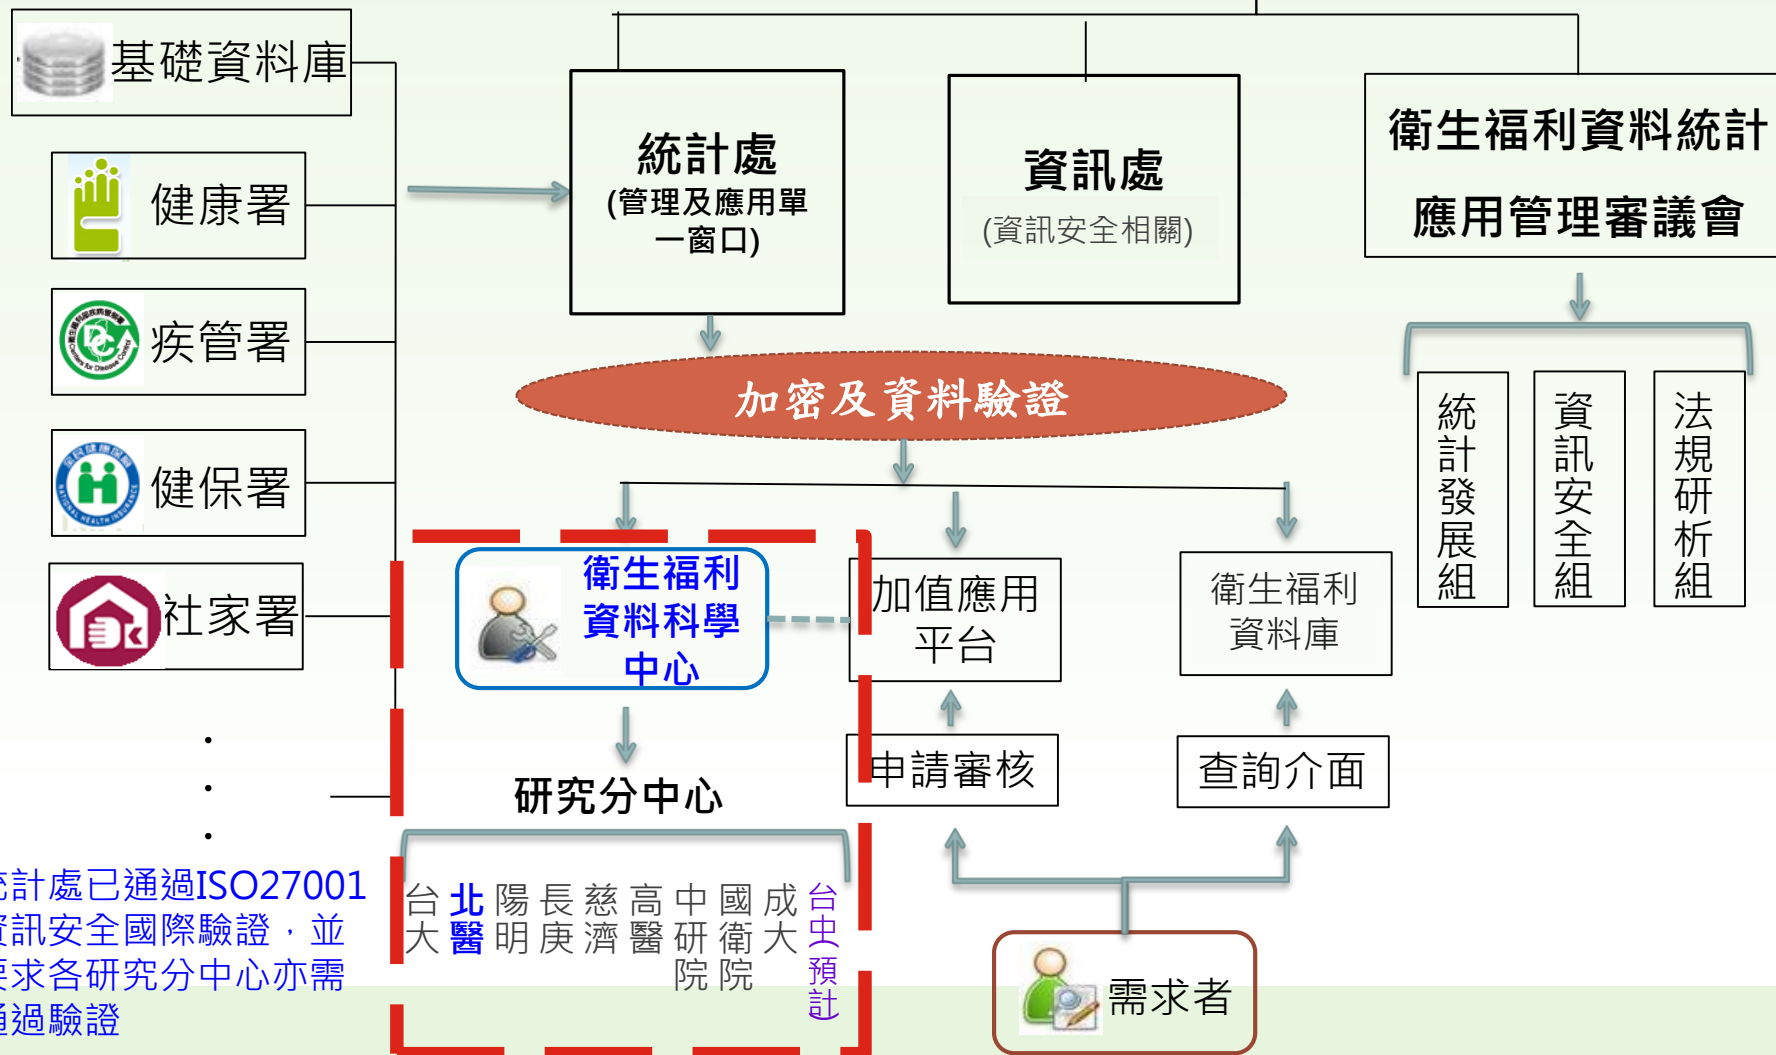 基礎資料庫
健康署
疾管署
健保署
社家署
.
.
.
統計處已通過ISO27001
資訊安全國際驗證，並
要求各研究分中心亦需
通過驗證
統計處
(管理及應用單
一窗口)
資訊處
(資訊安全相關)
衛生福利資料統計
應用管理審議會
統計發展組
資訊安全組
法規研析組
加密及資料驗證
衛生福利
資料科學
中心
加值應用
平台
衛生福利
資料庫
申請審核
查詢介面
研究分中心
台大
北醫
陽明
長庚
慈濟
高醫
中研院
國衛院
成大
台中(預計)
需求者